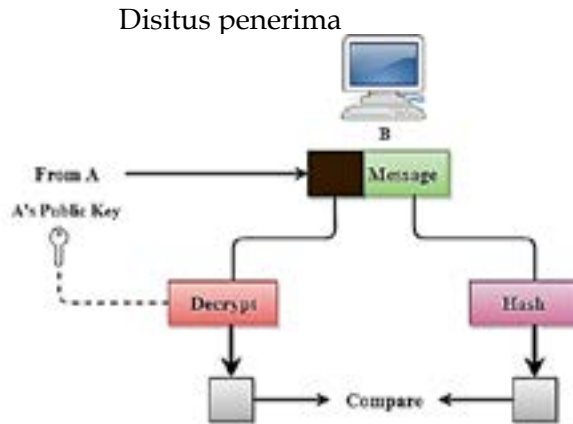 Disitus penerima
B
From A
Message
A's Public Key
Decrypt
Hash
Compare